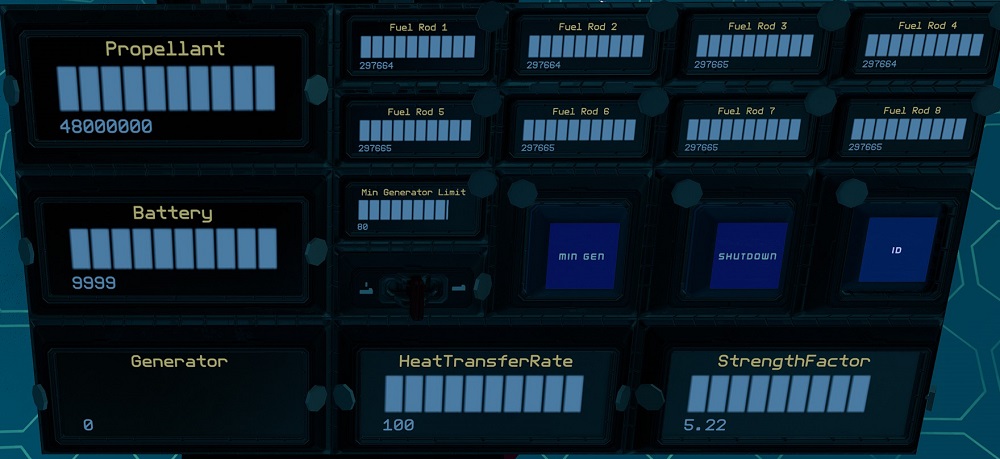 Propellant
48000000
Fuel Rod 1
297664
Fuel Rod 2
297664
Fuel Rod 3
297665
Fuel Rod 4
297664
Fuel Rod 5
297665
Fuel Rod 6
297665
Fuel Rod 7
297665
Fuel Rod 8
297665
Battery
9999
Min Generator Limit
80
MIN GEN
SHUTDOWN
ID
Generator
0
HeatTransferRate
100
StrengthFactor
5.22